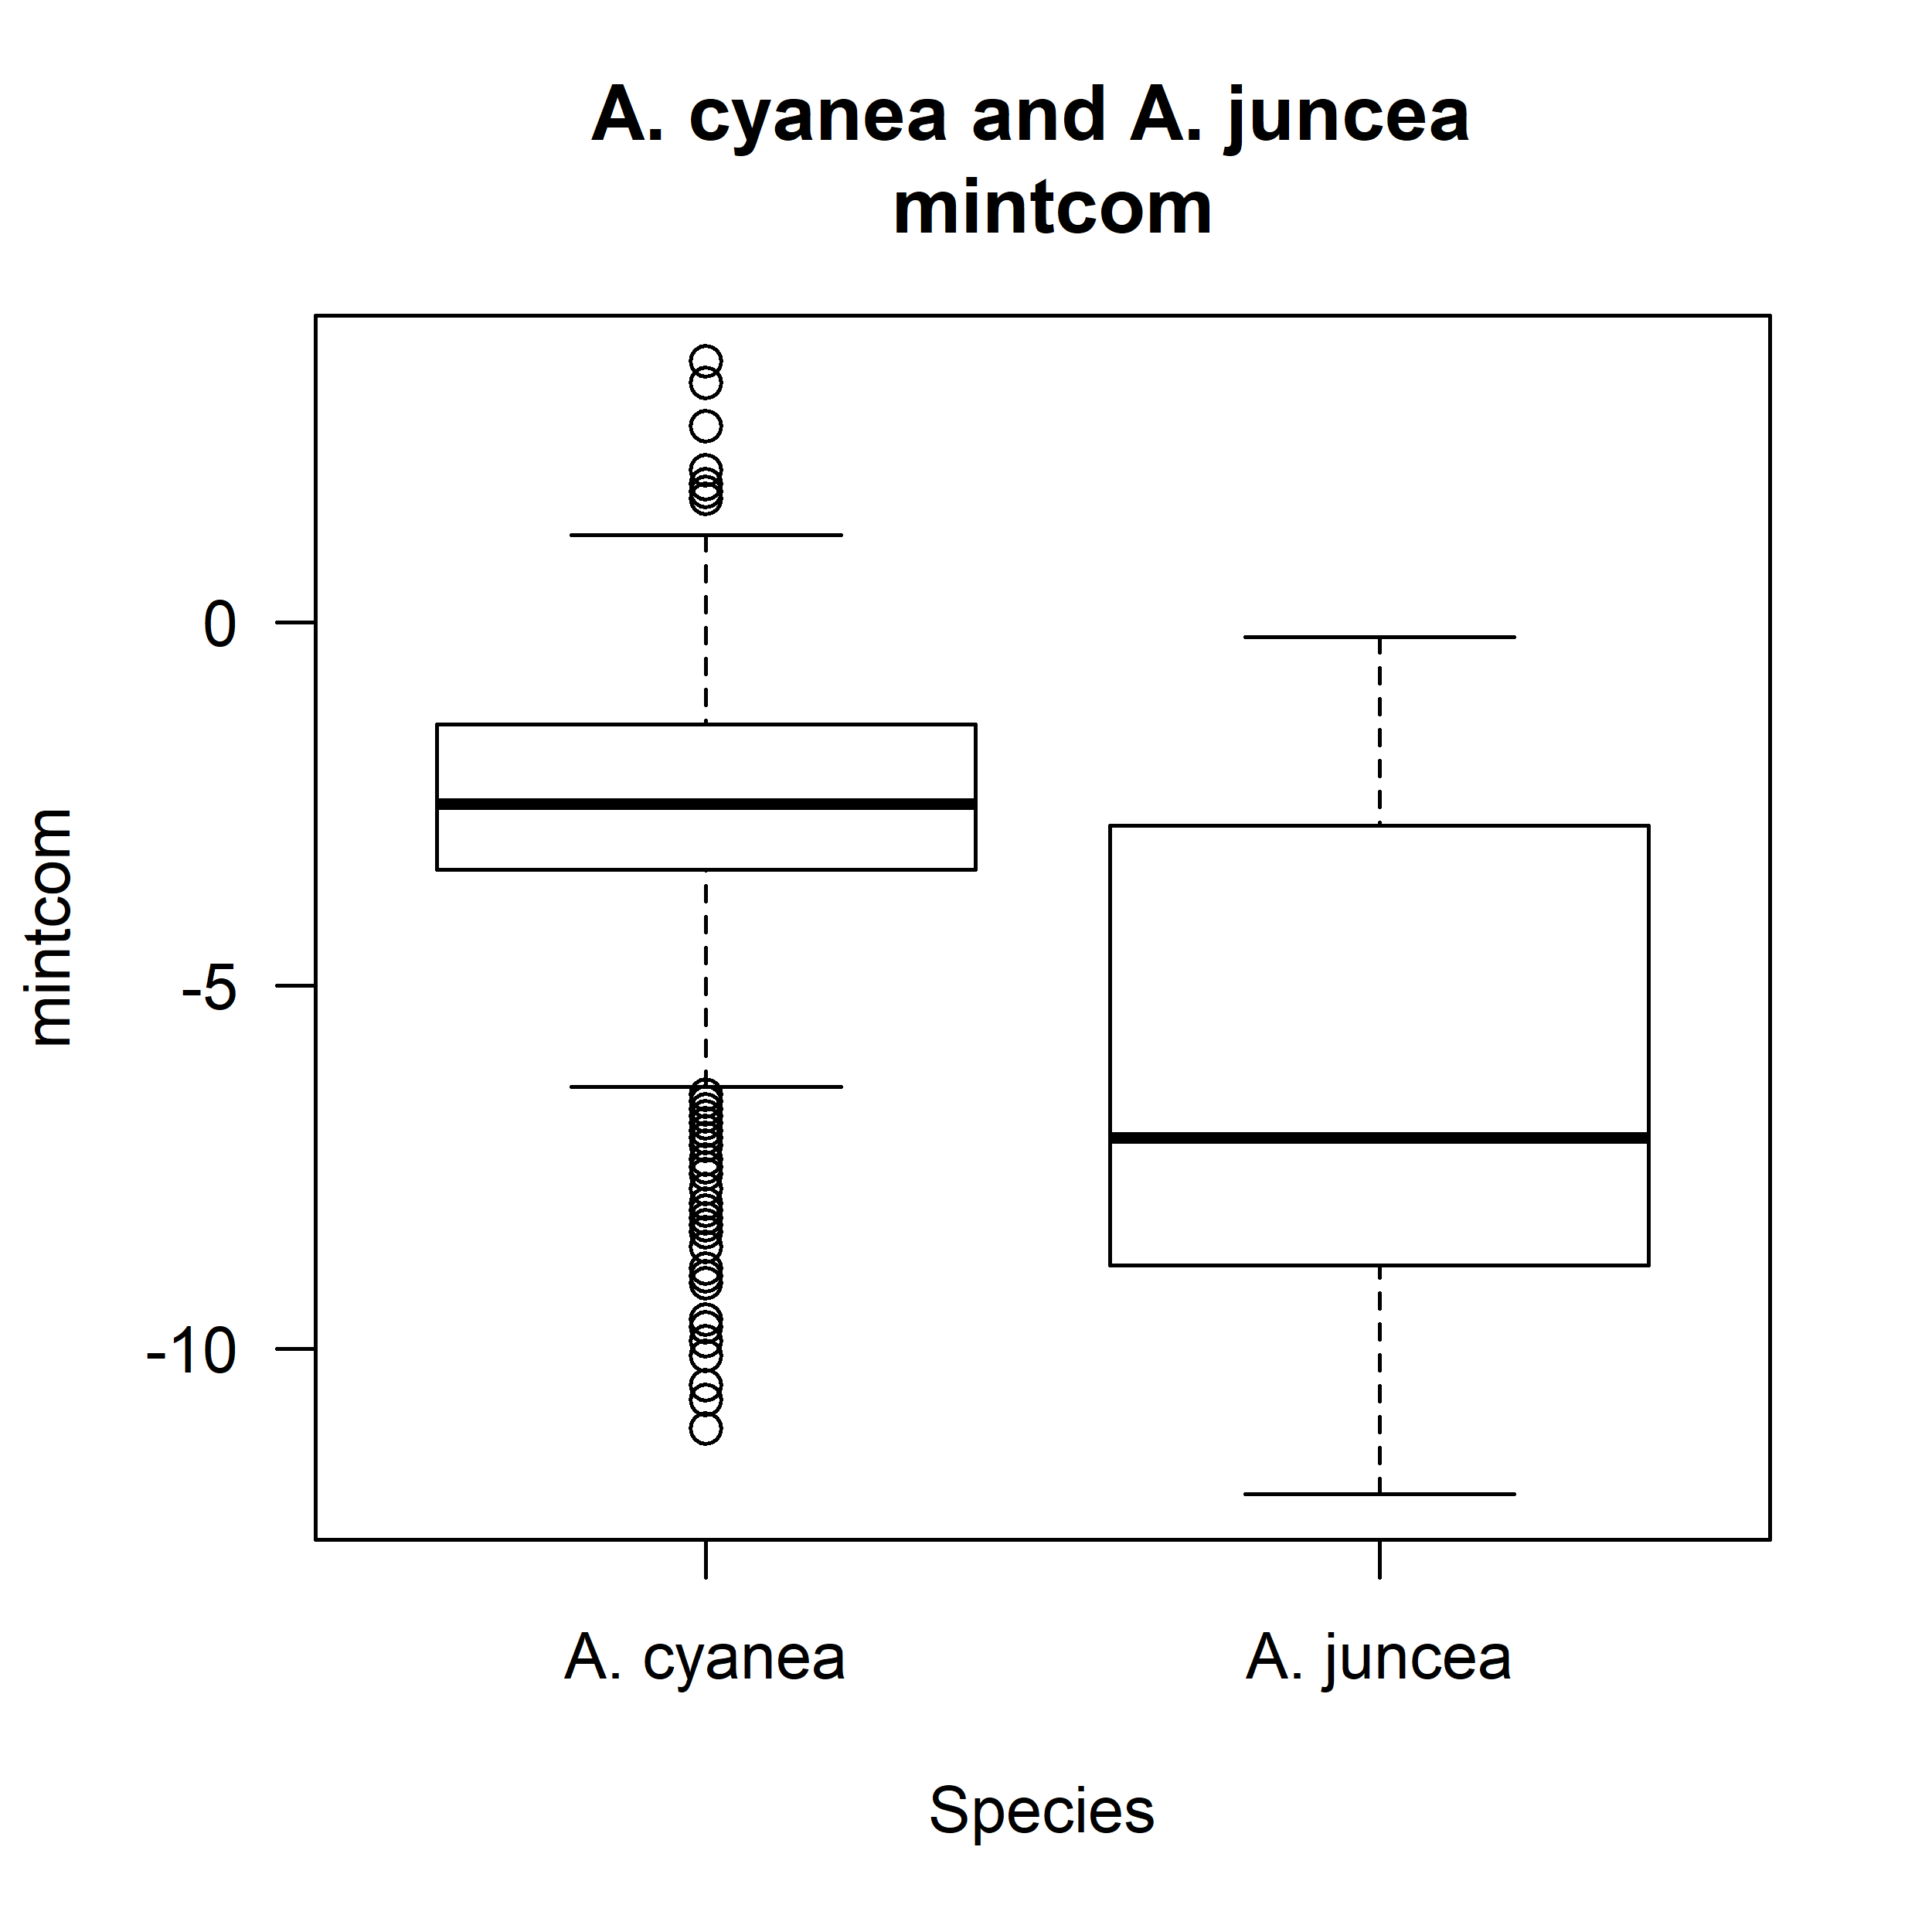 A. cyanea and A. juncea
mintcom
0
-5
-10
mintcom
A. cyanea
A. juncea
Species